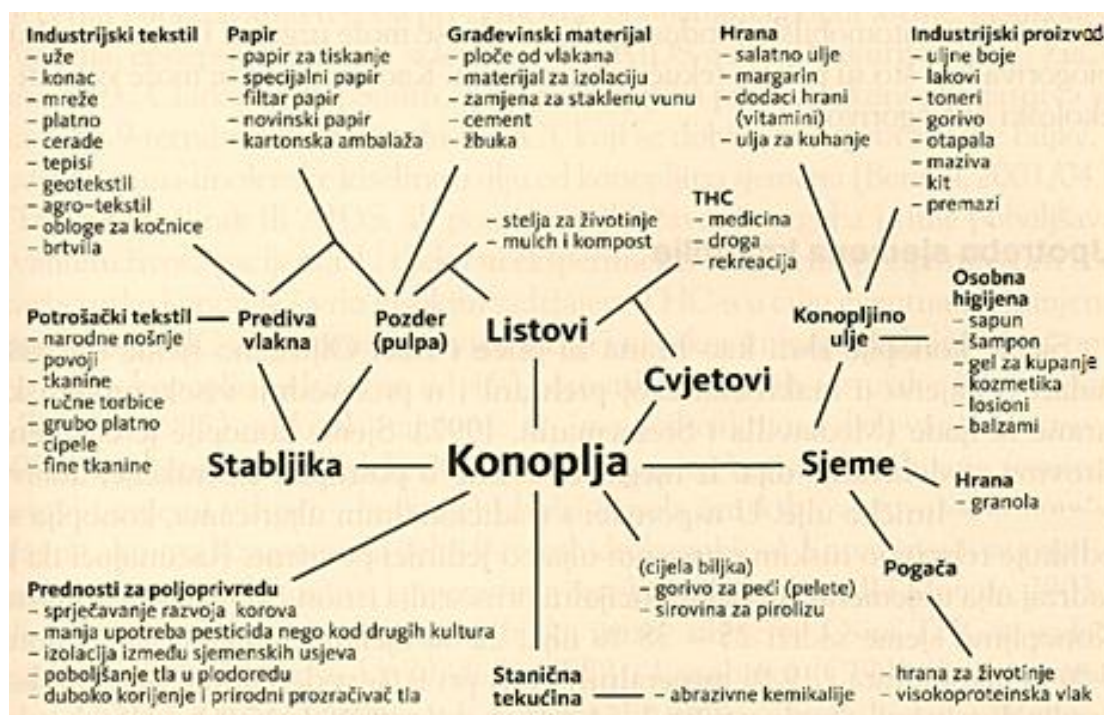 Industrijski tekstil
– uže
– konac
– mreže
– platno
– cerade
– tepisi
– geotekstil
– agro-tekstil
– obloge za kočnice
– brtvila
Papir
– papir za tiskanje
– specijalni papir
– filtar papir
– novinski papir
– kartonska ambalaža
Građevinski materijal
– ploče od vlakana
– materijal za izolaciju
– zamjena za staklenu vunu
– cement
– žbuka
Hrana
– salatno ulje
– margarin
– dodaci hrani
(vitamini)
– ulja za kuhanje
Industrijski proizvod
– uljne boje
– lakovi
– toneri
– gorivo
– otapala
– maziva
– kit
– premazi
– stelja za životinje
– mulch i kompost
THC
– medicina
– droga
– rekreacija
Potrošački tekstil
– narodne nošnje
– povoji
– tkanine
– ručne torbice
– grubo platno
– cipele
– fine tkanine
Prediva
vlakna
Pozder
(pulpa)
Listovi
Cvjetovi
Konopljino
ulje
Osobna
higijena
– sapun
– šampon
– gel za kupanje
– kozmetika
– losioni
– balzami
Stabljika
Konoplja
Sjeme
Hrana
– granola
Prednosti za poljoprivredu
– sprječavanje razvoja korova
– manja upotreba pesticida nego kod drugih kultura
– izolacija između sjemenskih usjeva
– poboljšanje tla u plodoredu
– duboko korijenje i prirodni prozračivač tla
(cijela biljka)
– gorivo za peći (pelete)
– sirovina za pirolizu
Pogača
Stanična
tekućina
– abrazivne kemikalije
– hrana za životinje
– visokoproteinska vlak